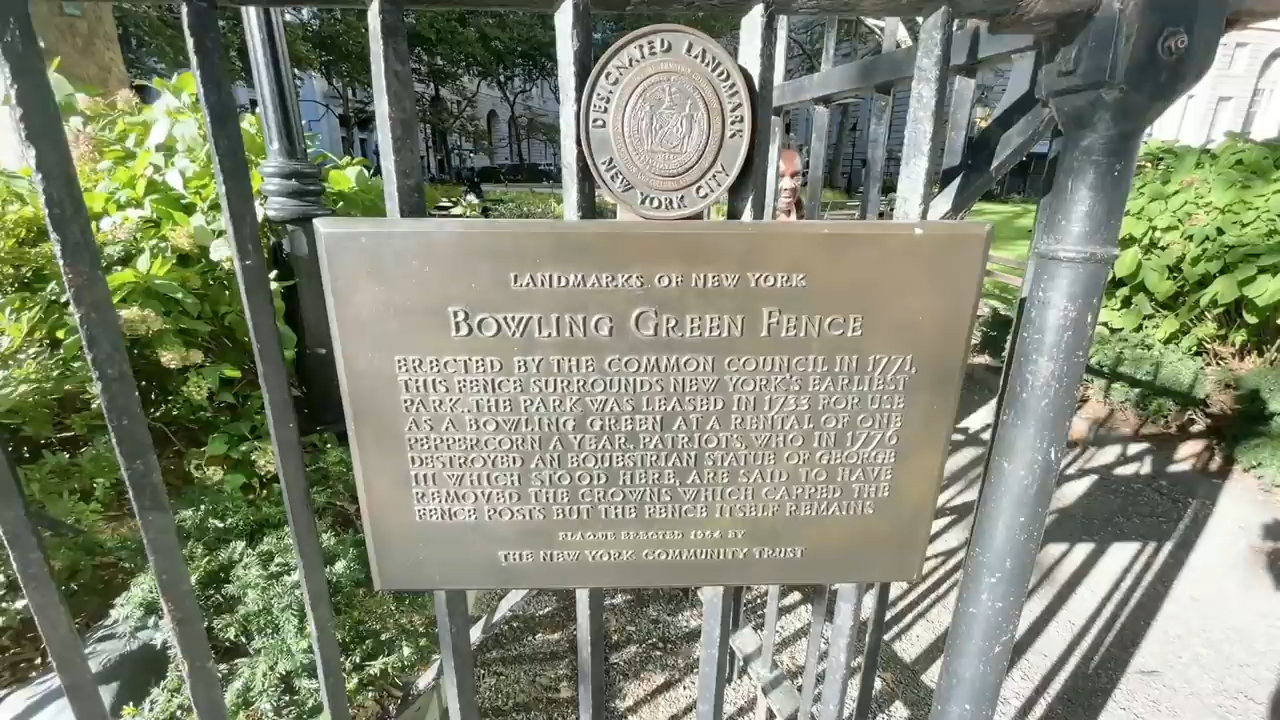 DESIGNATED LANDMARK
NEW YORK CITY
LANDMARKS OF NEW YORK
BOWLING GREEN FENCE
ERECTED BY THE COMMON COUNCIL IN 1771,
THIS FENCE SURROUNDS NEW YORK'S EARLIEST
PARK. THE PARK WAS LEASED IN 1733 FOR USE
AS A BOWLING GREEN AT A RENTAL OF ONE
PEPPERCORN A YEAR. PATRIOTS, WHO IN 1776
DESTROYED AN EQUESTRIAN STATUE OF GEORGE
III WHICH STOOD HERE, ARE SAID TO HAVE
REMOVED THE CROWNS WHICH CAPPED THE
FENCE POSTS BUT THE FENCE ITSELF REMAINS
PLAQUE ERECTED 1964 BY
THE NEW YORK COMMUNITY TRUST